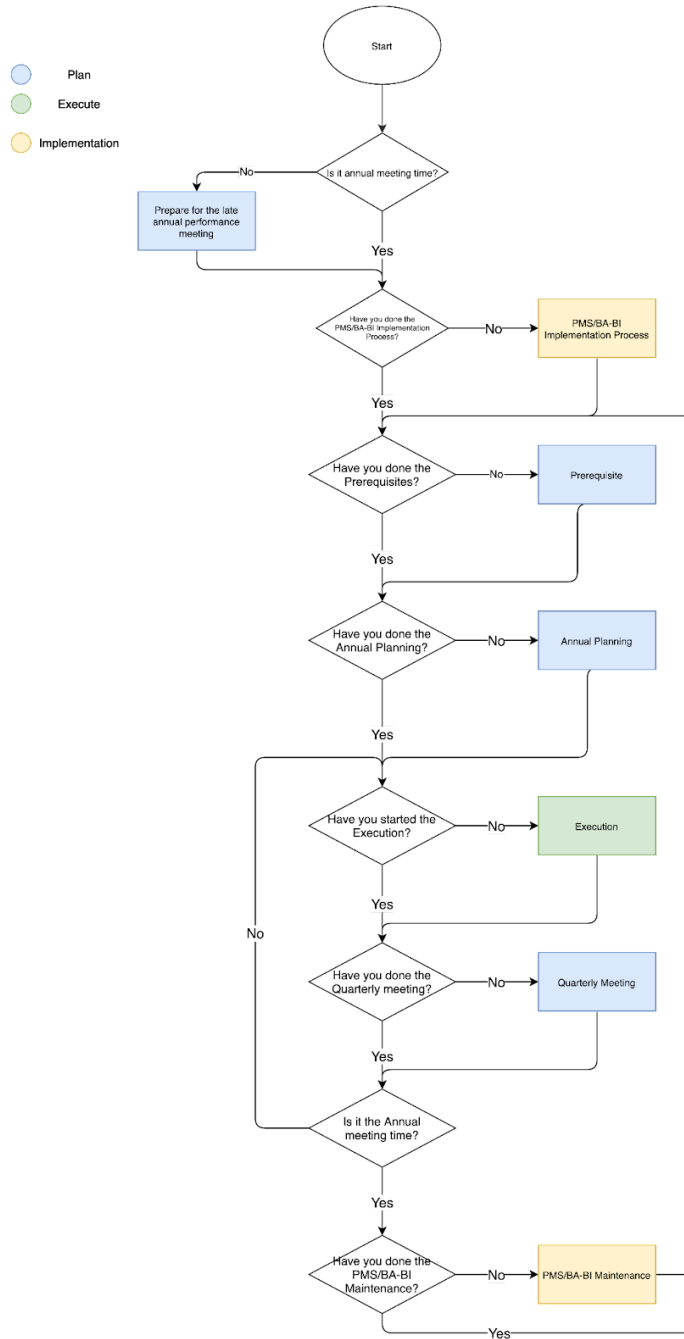 Start
Plan
Execute
Implementation
Is it annual meeting time?
No
Prepare for the late
annual performance
meeting
Yes
Have you done the
PMS/BA-BI Implementation
Process?
No
PMS/BA-BI
Implementation Process
Yes
Have you done the
Prerequisites?
No
Prerequisite
Yes
Have you done the
Annual Planning?
No
Annual Planning
Yes
Have you started the
Execution?
No
Execution
Yes
No
Have you done the
Quarterly meeting?
No
Quarterly Meeting
Yes
Is it the Annual
meeting time?
Yes
Have you done the
PMS/BA-BI
Maintenance?
No
PMS/BA-BI Maintenance
Yes